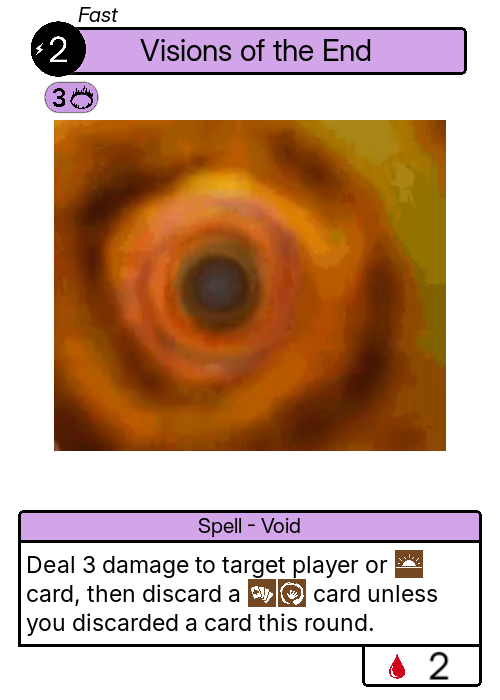 Fast
2 Visions of the End
3
Spell - Void
Deal 3 damage to target player or
card, then discard a card unless
you discarded a card this round.
2